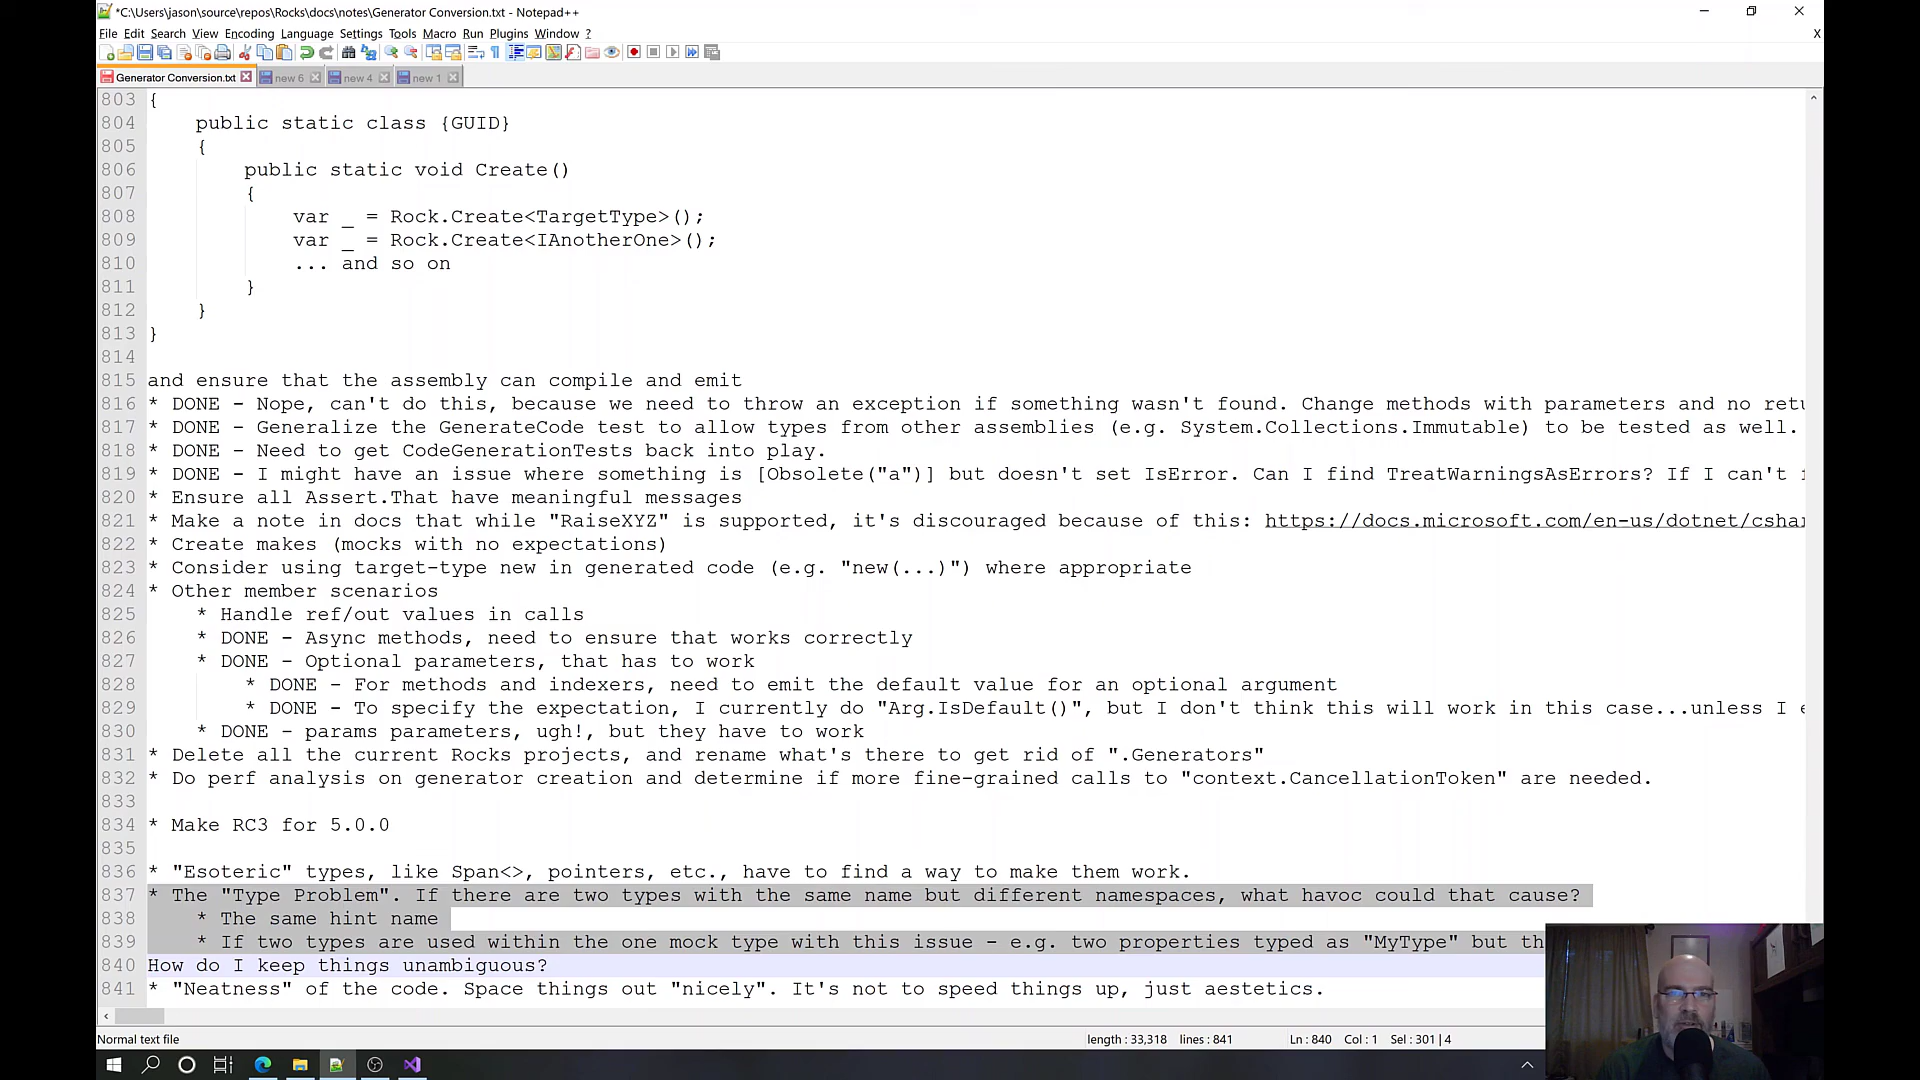 *C:\Users\jason\source\repos\Rocks\docs\notes\Generator Conversion.txt - Notepad++
File Edit Search View Encoding Language Settings Tools Macro Run Plugins Window ? X
Generator Conversion.txt new 6 new 4 new 1
803 {
804 public static class {GUID}
805 {
806 public static void Create()
807 {
808 var _ = Rock.Create<TargetType>();
809 var _ = Rock.Create<IAnotherOne>();
810 ... and so on
811 }
812 }
813 }
814
815 and ensure that the assembly can compile and emit
816 * DONE - Nope, can't do this, because we need to throw an exception if something wasn't found. Change methods with parameters and no retu
817 * DONE - Generalize the GenerateCode test to allow types from other assemblies (e.g. System.Collections.Immutable) to be tested as well.
818 * DONE - Need to get CodeGenerationTests back into play.
819 * DONE - I might have an issue where something is [Obsolete("a")] but doesn't set IsError. Can I find TreatWarningsAsErrors? If I can't
820 * Ensure all Assert.That have meaningful messages
821 * Make a note in docs that while "RaiseXYZ" is supported, it's discouraged because of this: https://docs.microsoft.com/en-us/dotnet/cshar
822 * Create makes (mocks with no expectations)
823 * Consider using target-type new in generated code (e.g. "new(...)") where appropriate
824 * Other member scenarios
825 * Handle ref/out values in calls
826 * DONE - Async methods, need to ensure that works correctly
827 * DONE - Optional parameters, that has to work
828 * DONE - For methods and indexers, need to emit the default value for an optional argument
829 * DONE - To specify the expectation, I currently do "Arg.IsDefault()", but I don't think this will work in this case...unless I
830 * DONE - params parameters, ugh!, but they have to work
831 * Delete all the current Rocks projects, and rename what's there to get rid of ".Generators"
832 * Do perf analysis on generator creation and determine if more fine-grained calls to "context.CancellationToken" are needed.
833
834 * Make RC3 for 5.0.0
835
836 * "Esoteric" types, like Span<>, pointers, etc., have to find a way to make them work.
837 * The "Type Problem". If there are two types with the same name but different namespaces, what havoc could that cause?
838 * The same hint name
839 * If two types are used within the one mock type with this issue - e.g. two properties typed as "MyType" but th
840 How do I keep things unambiguous?
841 * "Neatness" of the code. Space things out "nicely". It's not to speed things up, just aestetics.
Normal text file length : 33,318 lines : 841 Ln : 840 Col : 1 Sel : 301 | 4